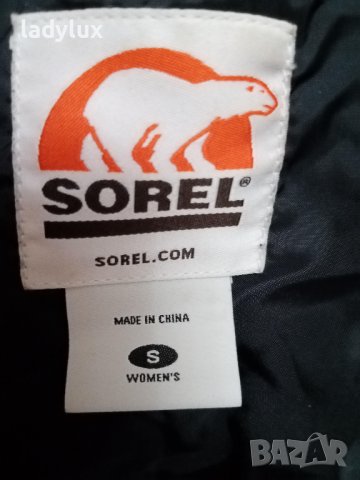 ladylux
SOREL®
SOREL.COM
MADE IN CHINA
S
WOMEN'S
BAZAR